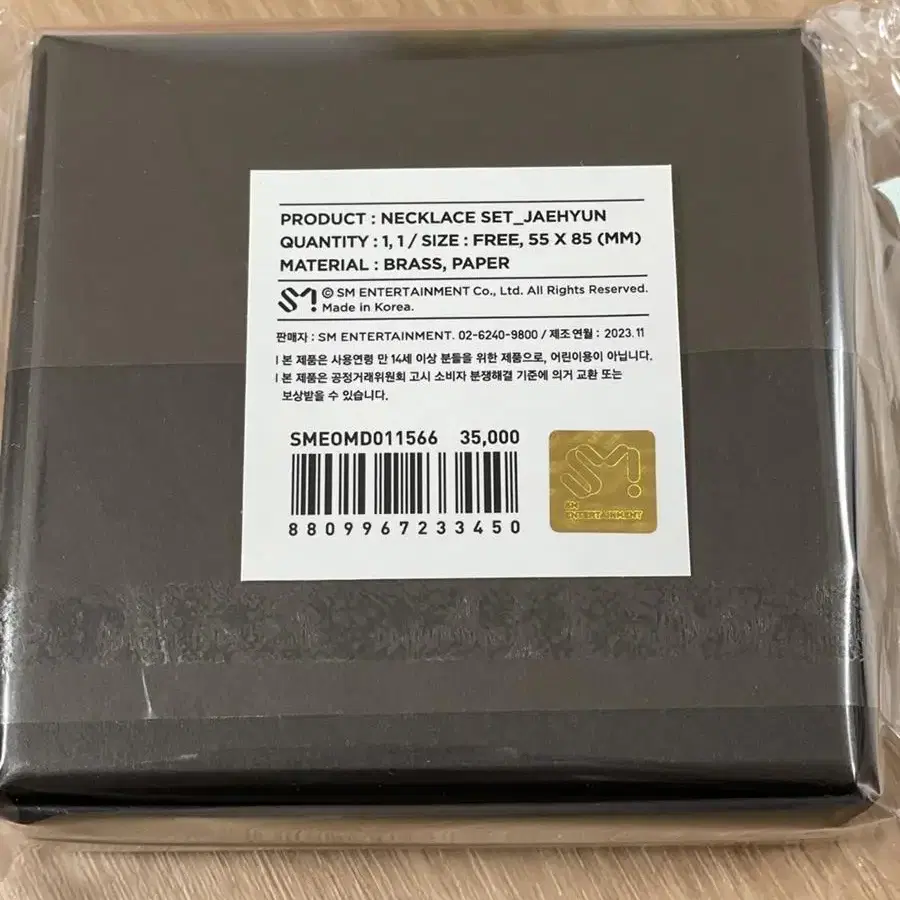 PRODUCT : NECKLACE SET_JAEHYUN
QUANTITY : 1, 1 / SIZE : FREE, 55 X 85 (MM)
MATERIAL : BRASS, PAPER
SM! © SM ENTERTAINMENT Co., Ltd. All Rights Reserved.
Made in Korea.
판매자 : SM ENTERTAINMENT. 02-6240-9800 / 제조연월 : 2023.11
I 본 제품은 사용연령 만 14세 이상 분들을 위한 제품으로, 어린이용이 아닙니다.
I 본 제품은 공정거래위원회 고시 소비자 분쟁해결 기준에 의거 교환 또는
보상받을 수 있습니다.
SMEOMD011566 35,000
8809967233450
SM!
SM
ENTERTAINMENT